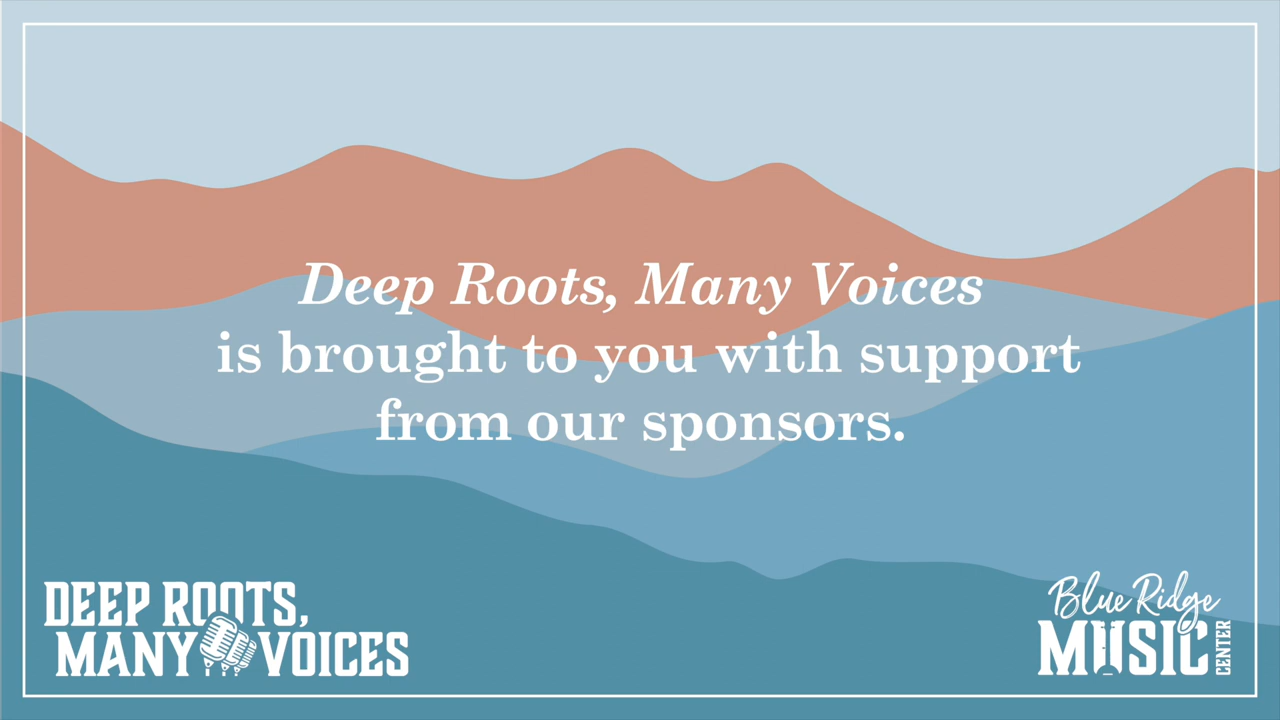 Deep Roots, Many Voices
is brought to you with support
from our sponsors.
DEEP ROOTS,
MANY VOICES
Blue Ridge
MUSIC
CENTER